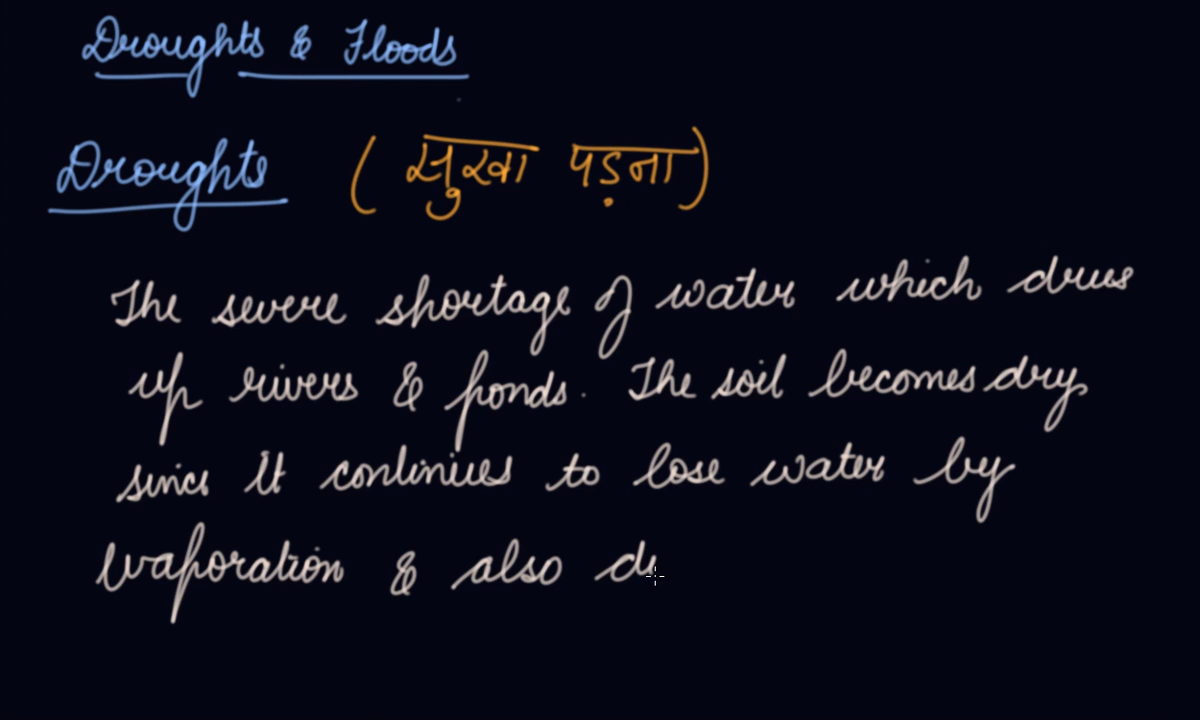 Droughts & Floods
Droughts (सुखा पड़ना)
The severe shortage of water which dries
up rivers & ponds. The soil becomes dry
since it continues to lose water by
evaporation & also